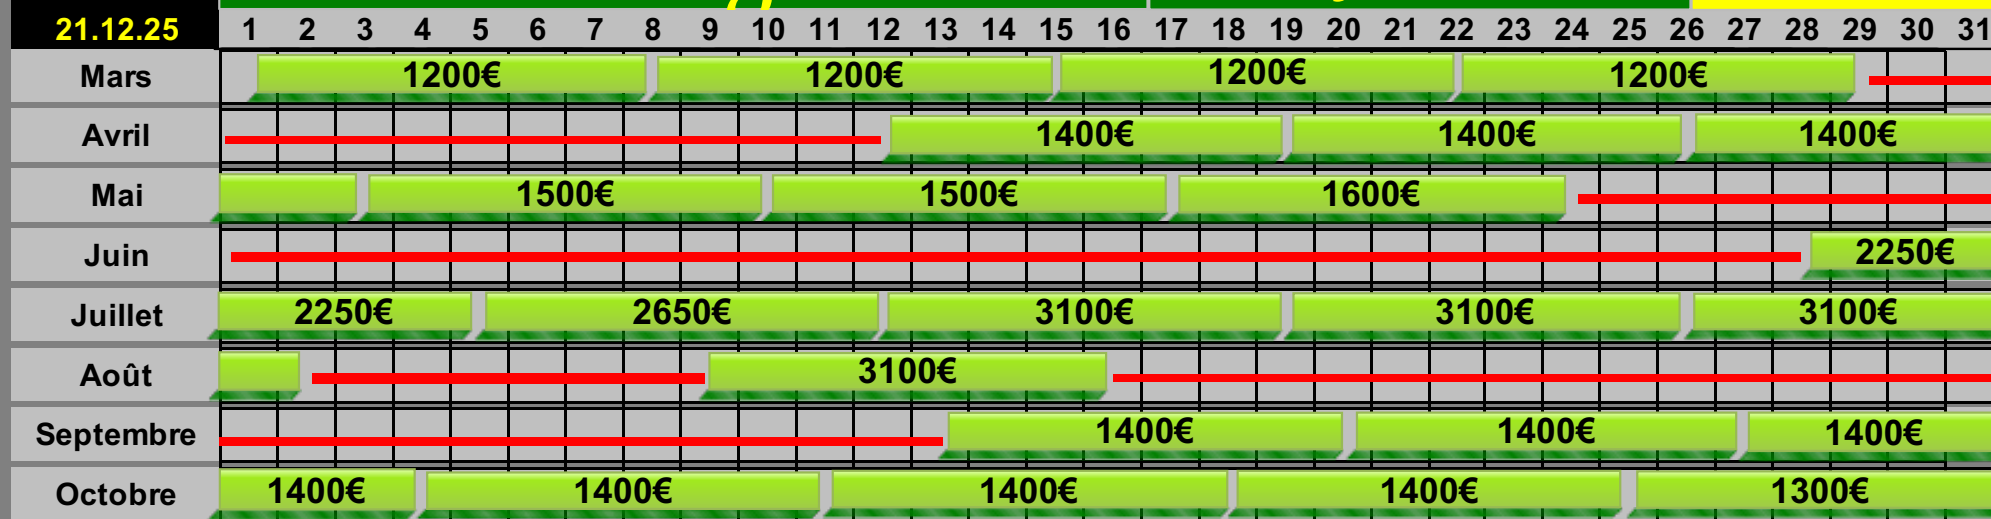 21.12.25 1 2 3 4 5 6 7 8 9 10 11 12 13 14 15 16 17 18 19 20 21 22 23 24 25 26 27 28 29 30 31
Mars 1200€ 1200€ 1200€ 1200€
Avril 1400€ 1400€ 1400€
Mai 1500€ 1500€ 1600€
Juin 2250€
Juillet 2250€ 2650€ 3100€ 3100€ 3100€
Août 3100€
Septembre 1400€ 1400€ 1400€
Octobre 1400€ 1400€ 1400€ 1400€ 1300€